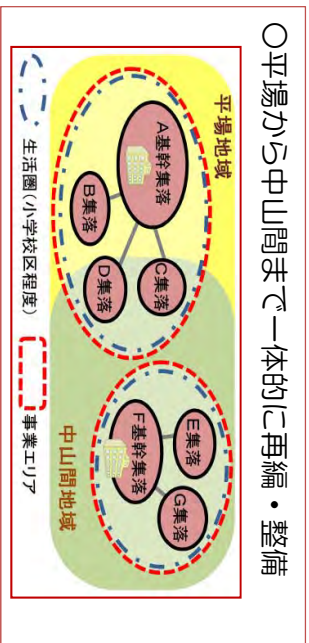 ○平場から中山間まで一体的に再編・整備
平場地域
A基幹集落
B集落
C集落
D集落
E集落
F基幹集落
G集落
中山間地域
生活圏(小学校区程度)
事業エリア